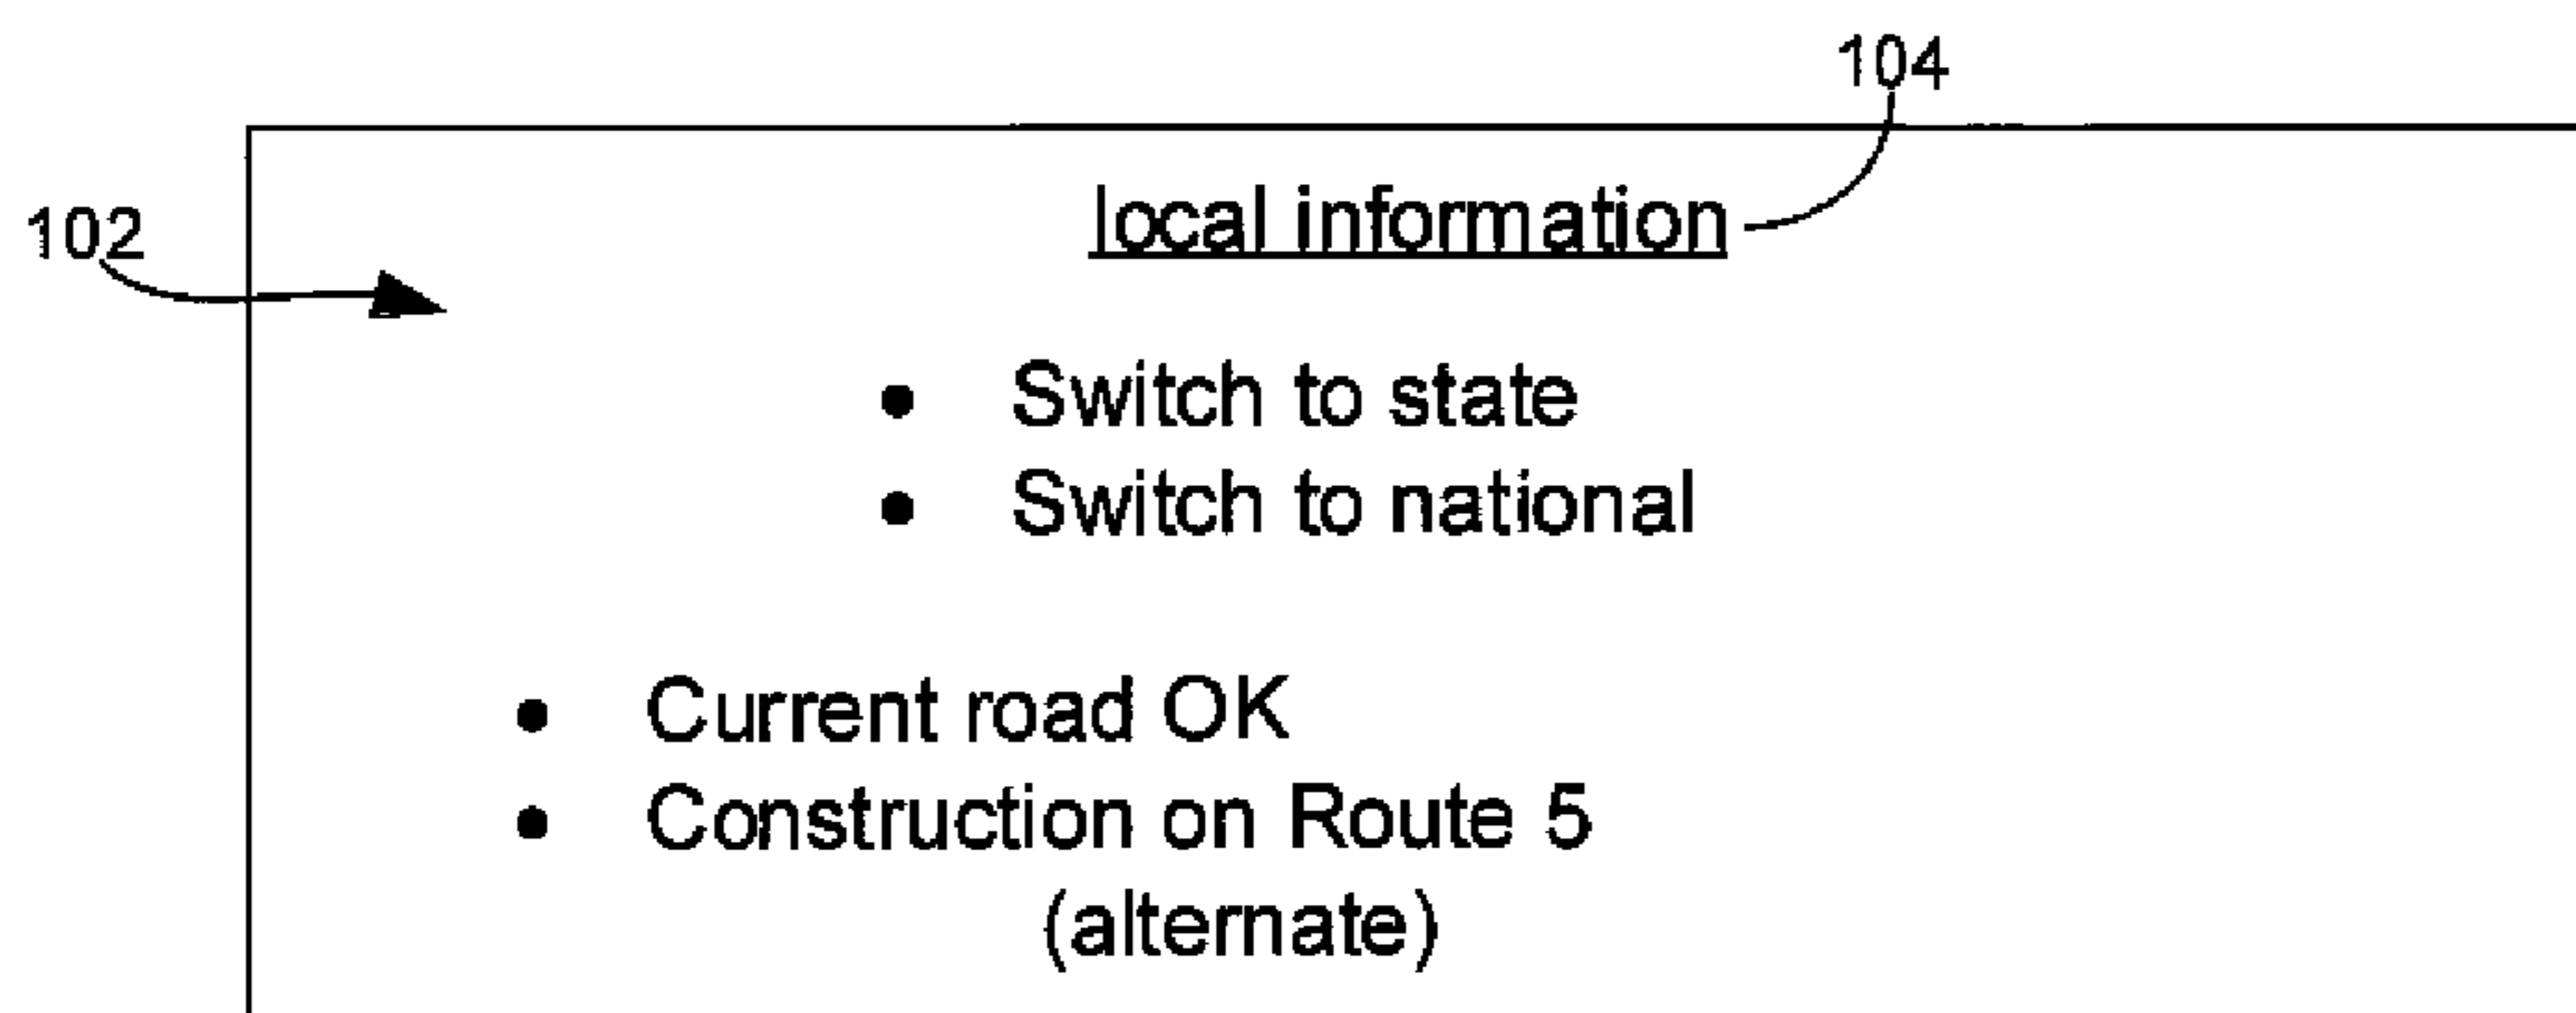 104
local information
102
• Switch to state
• Switch to national
• Current road OK
• Construction on Route 5
(alternate)